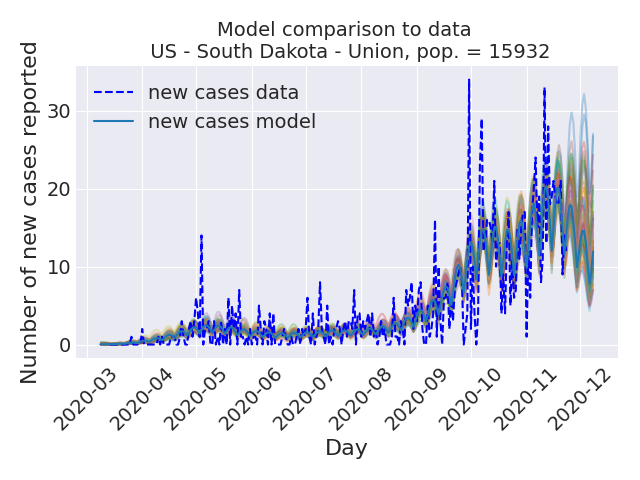 Model comparison to data
US - South Dakota - Union, pop. = 15932
Number of new cases reported
30
20
10
0
new cases data
new cases model
2020-03
2020-04
2020-05
2020-06
2020-07
2020-08
2020-09
2020-10
2020-11
2020-12
Day